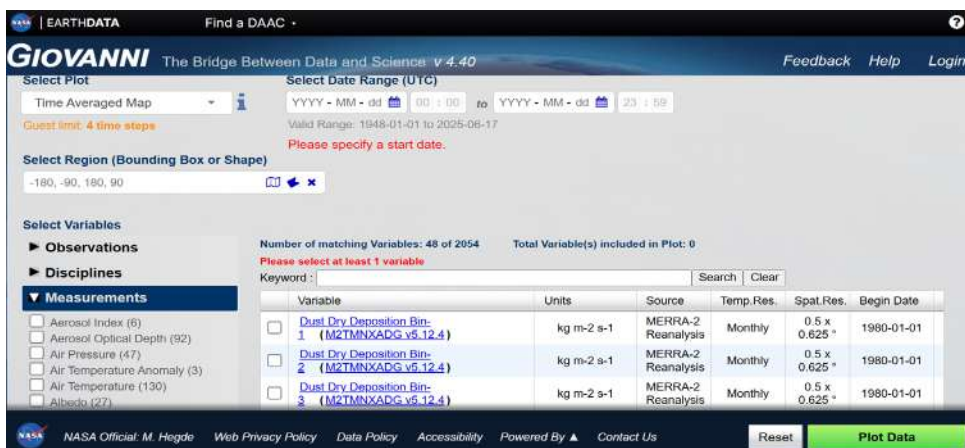 NASA | EARTHDATA Find a DAAC
GIOVANNI The Bridge Between Data and Science v 4.40 Feedback Help Login
Select Plot Select Date Range (UTC)
Time Averaged Map i YYYY - MM - dd 00 : 00 to YYYY - MM - dd 23 : 59
Guest limit: 4 time steps Valid Range: 1948-01-01 to 2025-06-17
Please specify a start date.
Select Region (Bounding Box or Shape)
-180, -90, 180, 90
Select Variables
▶ Observations Number of matching Variables: 48 of 2054 Total Variable(s) included in Plot: 0
Please select at least 1 variable
▶ Disciplines Keyword : Search Clear
▼ Measurements Variable Units Source Temp.Res. Spat.Res. Begin Date
Aerosol Index (6)
Aerosol Optical Depth (92)
Air Pressure (47)
Air Temperature Anomaly (3)
Air Temperature (130)
Albedo (27)
Dust Dry Deposition Bin-
1 (M2TMNXADG v5.12.4) kg m-2 s-1 MERRA-2 Reanalysis Monthly 0.5 x 0.625 ° 1980-01-01
Dust Dry Deposition Bin-
2 (M2TMNXADG v5.12.4) kg m-2 s-1 MERRA-2 Reanalysis Monthly 0.5 x 0.625 ° 1980-01-01
Dust Dry Deposition Bin-
3 (M2TMNXADG v5.12.4) kg m-2 s-1 MERRA-2 Reanalysis Monthly 0.5 x 0.625 ° 1980-01-01
NASA NASA Official: M. Hegde Web Privacy Policy Data Policy Accessibility Powered By ▲ Contact Us Reset Plot Data